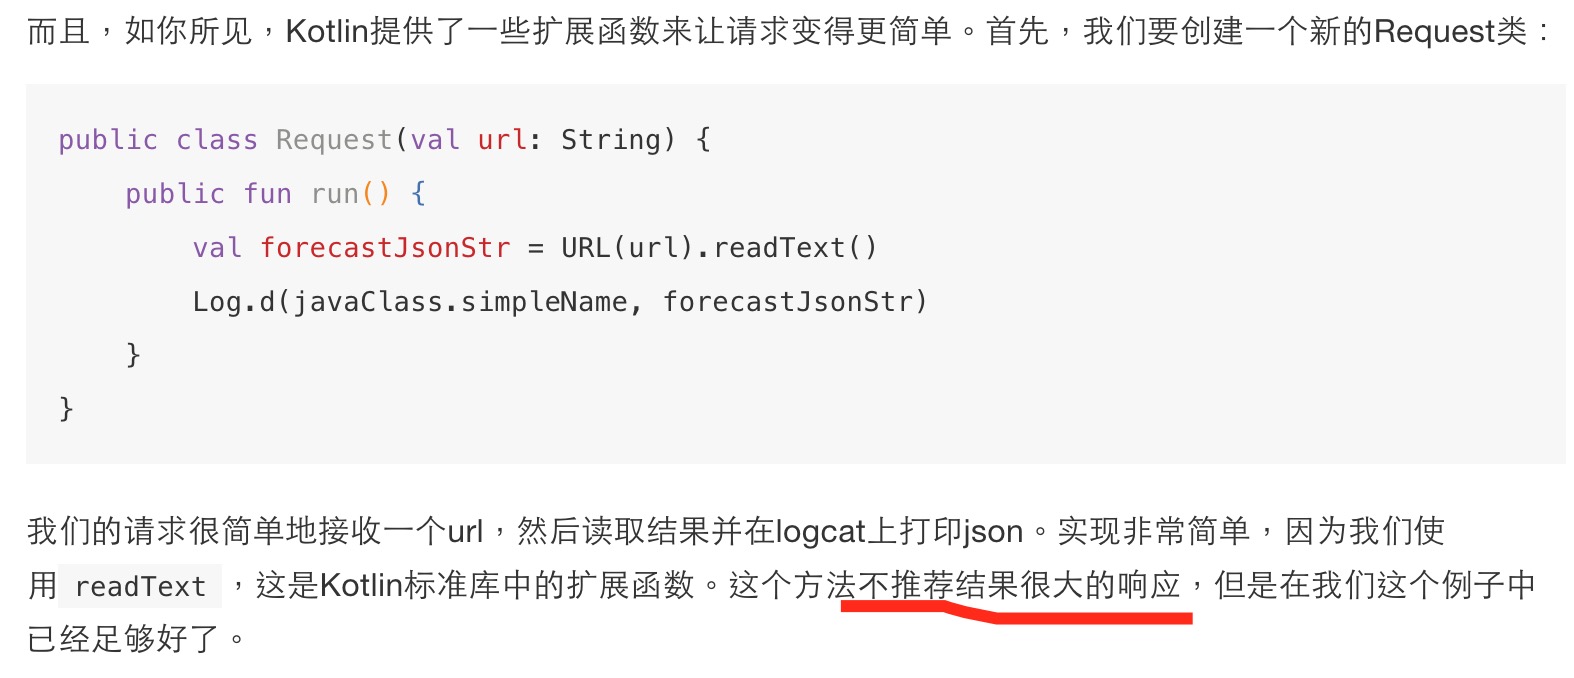 而且，如你所见，Kotlin提供了一些扩展函数来让请求变得更简单。首先，我们要创建一个新的Request类：
public class Request(val url: String) {
    public fun run() {
        val forecastJsonStr = URL(url).readText()
        Log.d(javaClass.simpleName, forecastJsonStr)
    }
}
我们的请求很简单地接收一个url，然后读取结果并在logcat上打印json。实现非常简单，因为我们使
用 readText ，这是Kotlin标准库中的扩展函数。这个方法不推荐结果很大的响应，但是在我们这个例子中
已经足够好了。